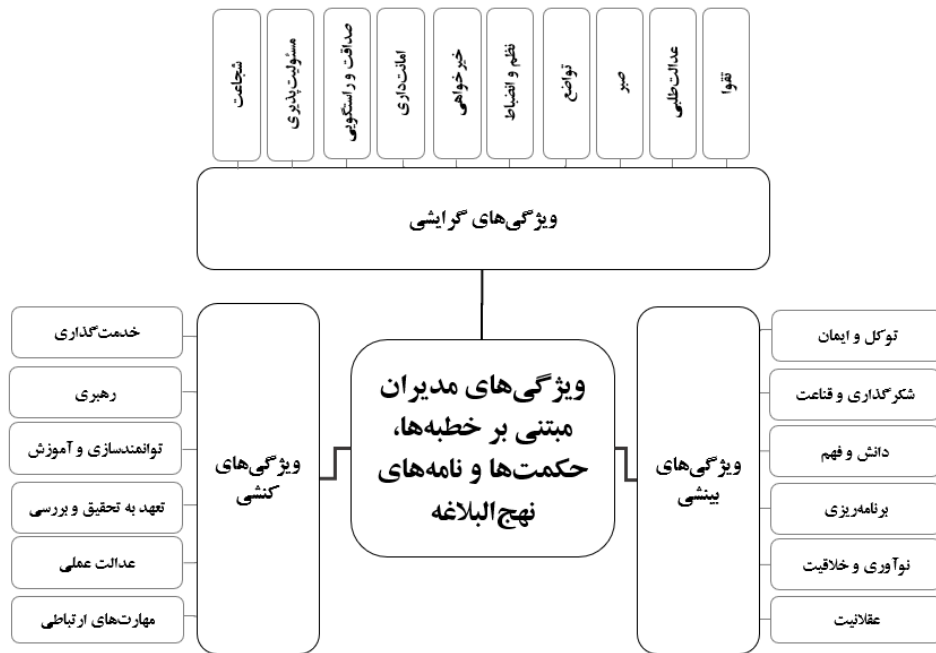 تقوا
عدالت‌طلبی
صبر
تواضع
نظم و انضباط
خیرخواهی
امانت‌داری
صداقت و راستگویی
مسئولیت‌پذیری
شجاعت
ویژگی‌های گرایشی
ویژگی‌های مدیران
مبتنی بر خطبه‌ها،
حکمت‌ها و نامه‌های
نهج‌البلاغه
ویژگی‌های
بینشی
توکل و ایمان
شکرگذاری و قناعت
دانش و فهم
برنامه‌ریزی
نوآوری و خلاقیت
عقلانیت
ویژگی‌های
کنشی
خدمت‌گذاری
رهبری
توانمندسازی و آموزش
تعهد به تحقیق و بررسی
عدالت عملی
مهارت‌های ارتباطی